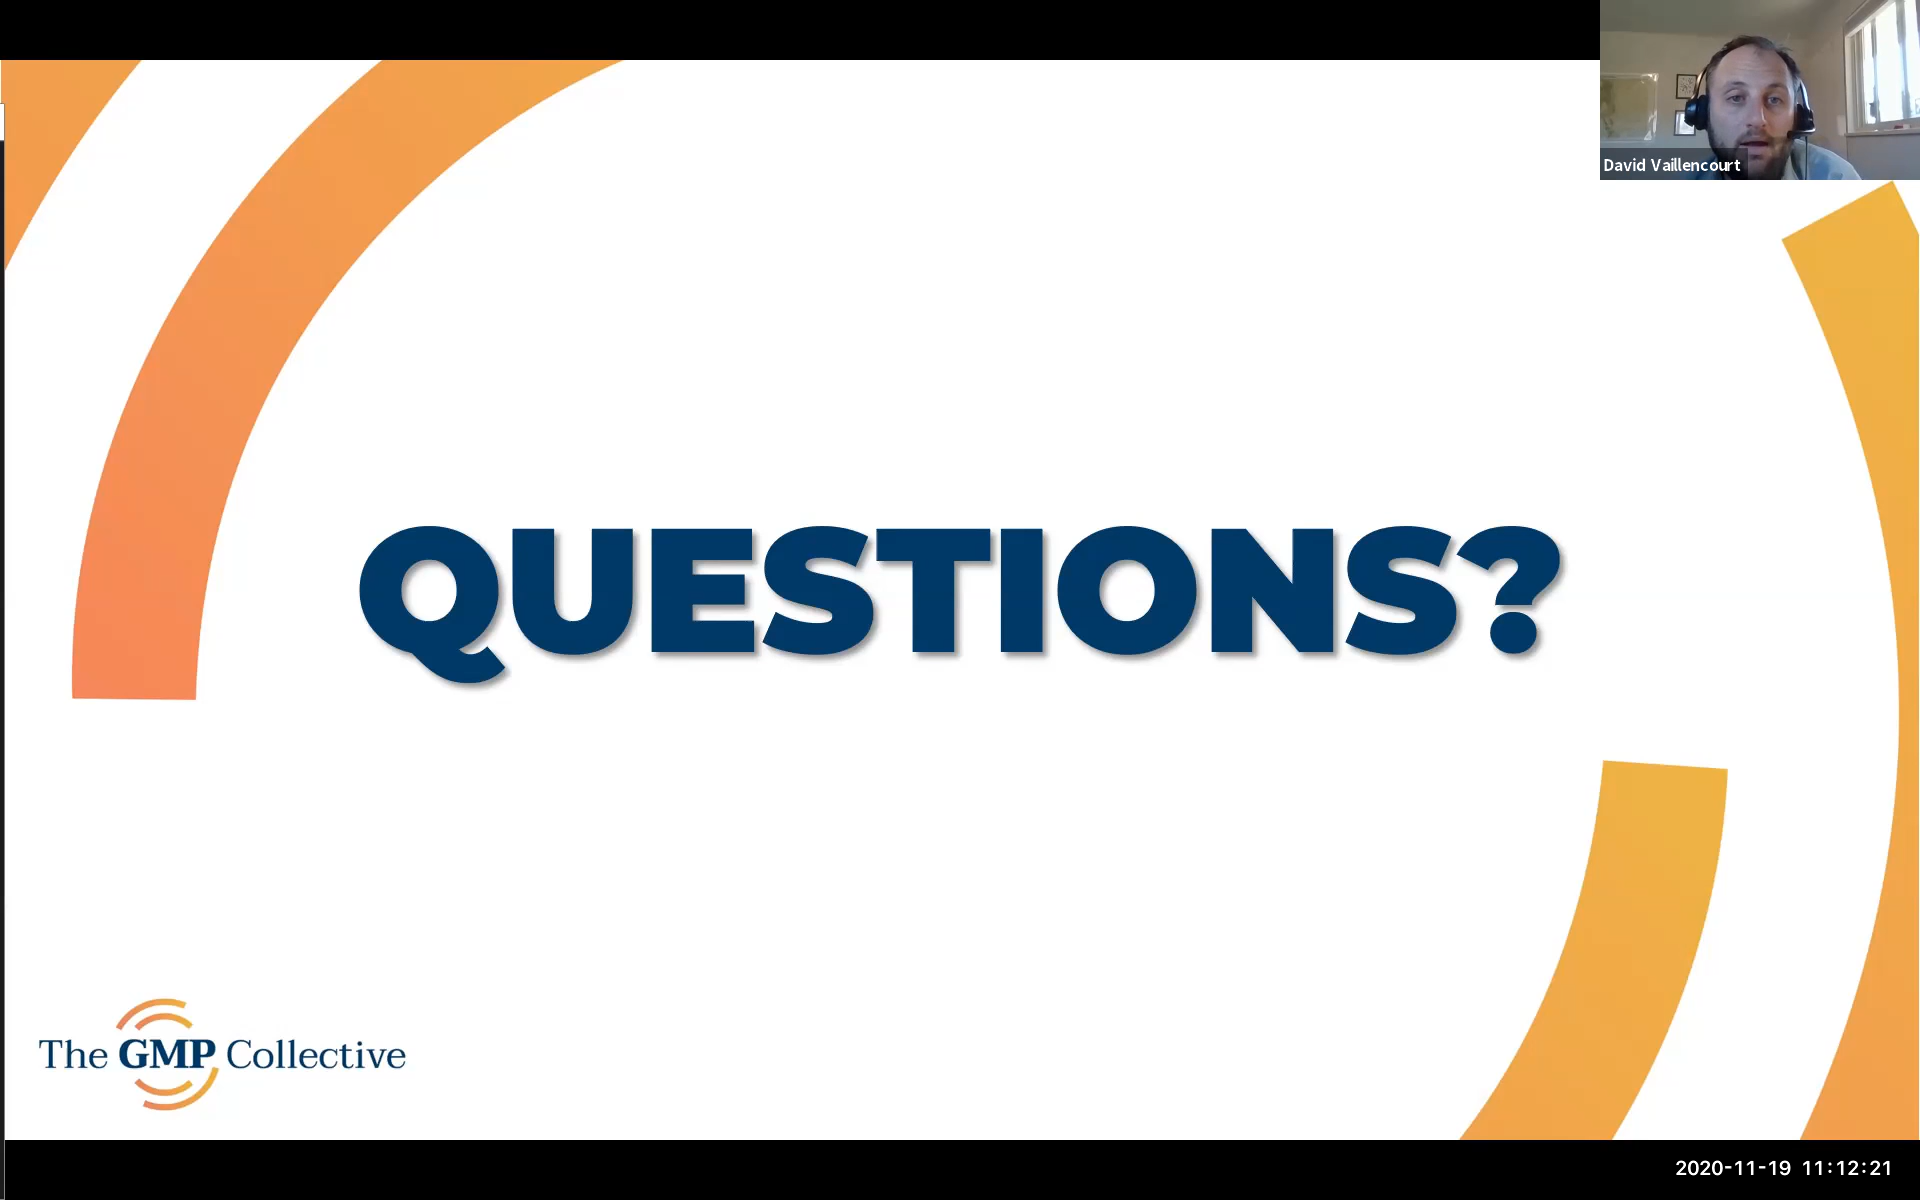 David Vaillencourt
QUESTIONS?
The GMP Collective
2020-11-19 11:12:21